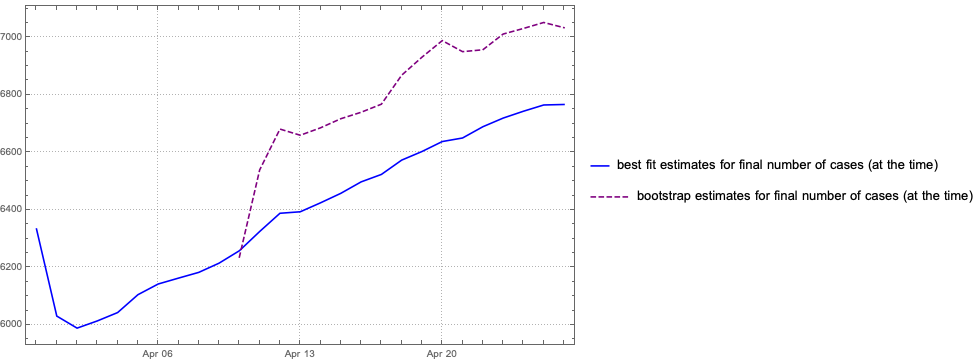 7000
6800
6600
6400
6200
6000
Apr 06
Apr 13
Apr 20
best fit estimates for final number of cases (at the time)
bootstrap estimates for final number of cases (at the time)